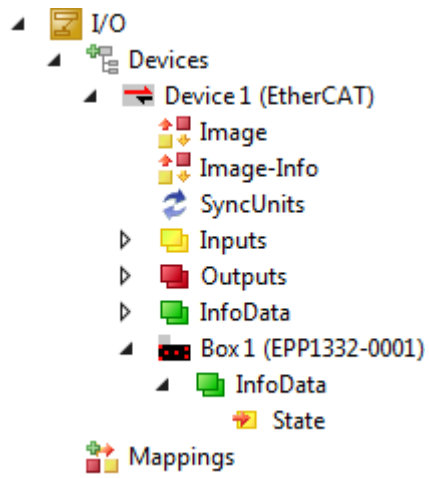 I/O
Devices
Device 1 (EtherCAT)
Image
Image-Info
SyncUnits
Inputs
Outputs
InfoData
Box 1 (EPP1332-0001)
InfoData
State
Mappings